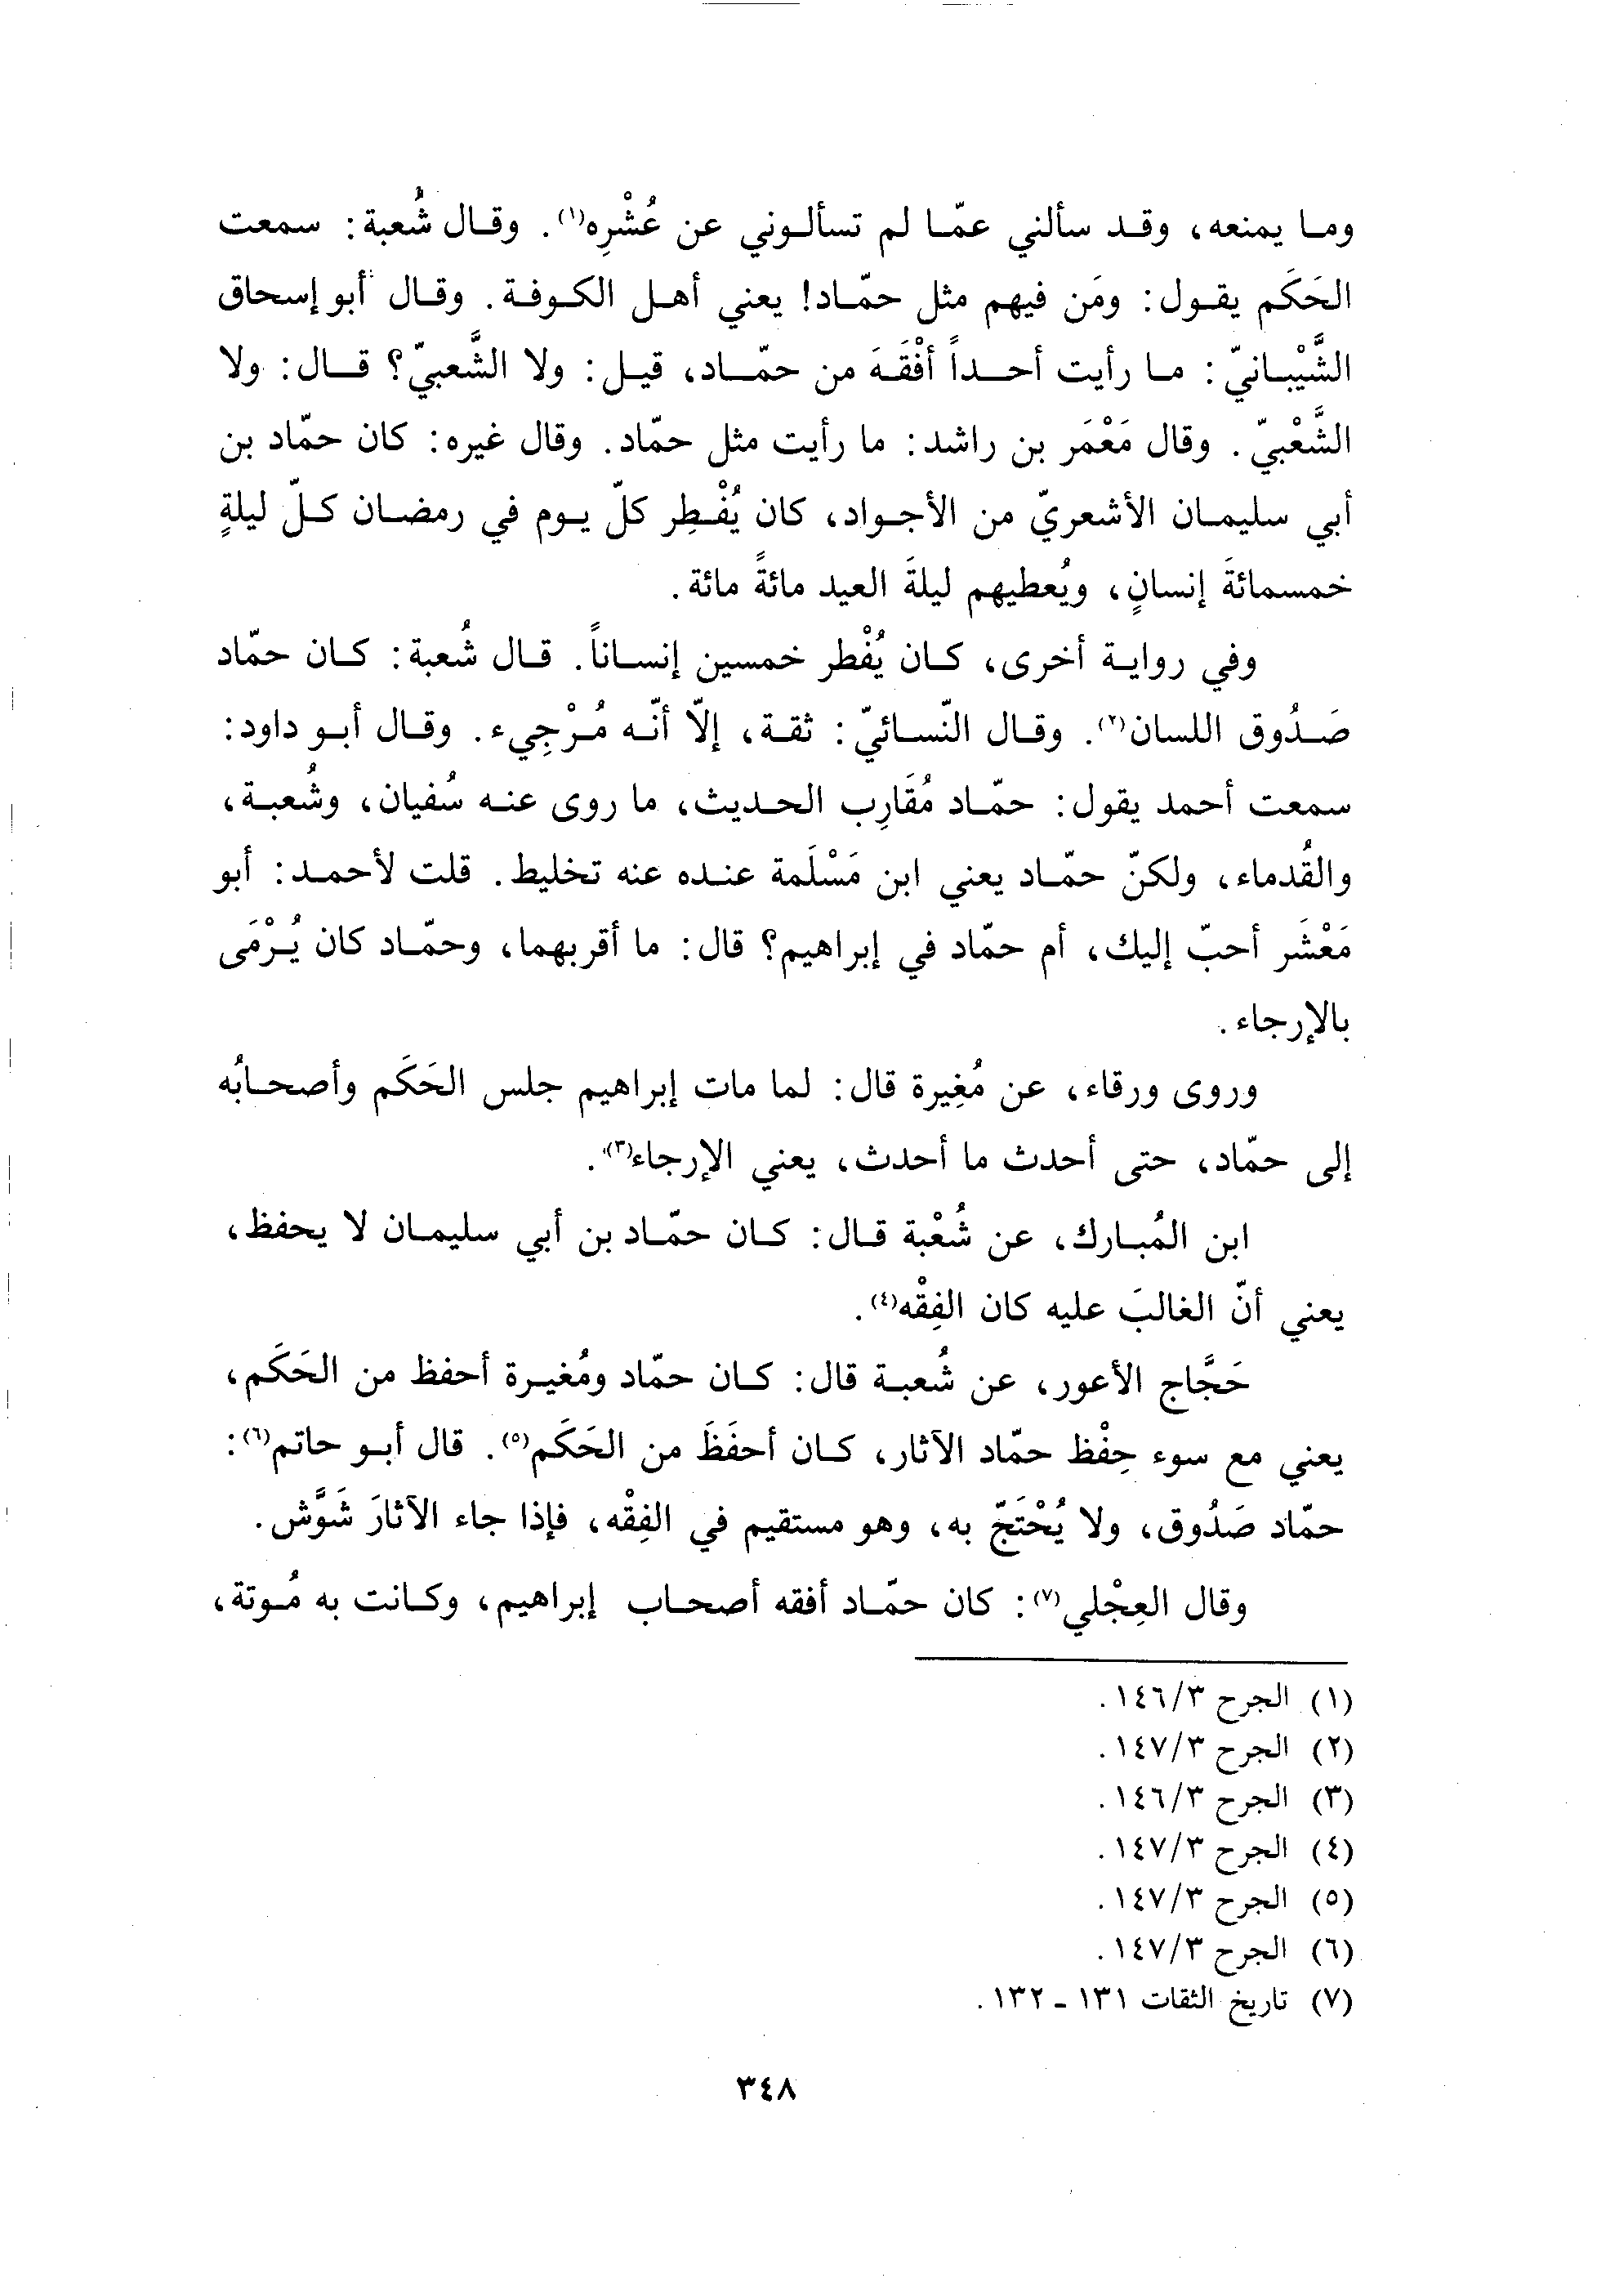 وما يمنعه، وقد سألني عمّا لم تسألوني عن عُشْرِه(١). وقال شُعبة: سمعت
الحَكَم يقول: ومَن فيهم مثل حمّاد! يعني أهل الكوفة. وقال أبو إسحاق
الشَّيْبانيّ: ما رأيت أحداً أفْقَهَ من حمّاد، قيل: ولا الشَّعبيّ؟ قال: ولا
الشَّعْبيّ. وقال مَعْمَر بن راشد: ما رأيت مثل حمّاد. وقال غيره: كان حمّاد بن
أبي سليمان الأشعريّ من الأجواد، كان يُفْطِر كلّ يوم في رمضان كلّ ليلةٍ
خمسمائةَ إنسانٍ، ويُعطيهم ليلةَ العيد مائةً مائة.
وفي رواية أخرى، كان يُفْطر خمسين إنساناً. قال شُعبة: كان حمّاد
صَدُوق اللسان(٢). وقال النّسائيّ: ثقة، إلّا أنّه مُرْجِيء. وقال أبو داود:
سمعت أحمد يقول: حمّاد مُقَارِب الحديث، ما روى عنه سُفيان، وشُعبة،
والقُدماء، ولكنّ حمّاد يعني ابن مَسْلَمة عنده عنه تخليط. قلت لأحمد: أبو
مَعْشَر أحبّ إليك، أم حمّاد في إبراهيم؟ قال: ما أقربهما، وحمّاد كان يُرْمَى
بالإرجاء.
وروى ورقاء، عن مُغِيرة قال: لما مات إبراهيم جلس الحَكَم وأصحابُه
إلى حمّاد، حتى أحدث ما أحدث، يعني الإرجاء(٣).
ابن المُبارك، عن شُعْبة قال: كان حمّاد بن أبي سليمان لا يحفظ،
يعني أنّ الغالبَ عليه كان الفِقْه(٤).
حَجَّاج الأعور، عن شُعبة قال: كان حمّاد ومُغيرة أحفظ من الحَكَم،
يعني مع سوء حِفْظ حمّاد الآثار، كان أحفَظَ من الحَكَم(٥). قال أبو حاتم(٦):
حمّاد صَدُوق، ولا يُحْتَجّ به، وهو مستقيم في الفِقْه، فإذا جاء الآثارَ شَوَّش.
وقال العِجْلي(٧): كان حمّاد أفقه أصحاب إبراهيم، وكانت به مُوتة،
(١) الجرح ٣/١٤٦.
(٢) الجرح ٣/١٤٧.
(٣) الجرح ٣/١٤٦.
(٤) الجرح ٣/١٤٧.
(٥) الجرح ٣/١٤٧.
(٦) الجرح ٣/١٤٧.
(٧) تاريخ الثقات ١٣١ ـ ١٣٢.
٣٤٨